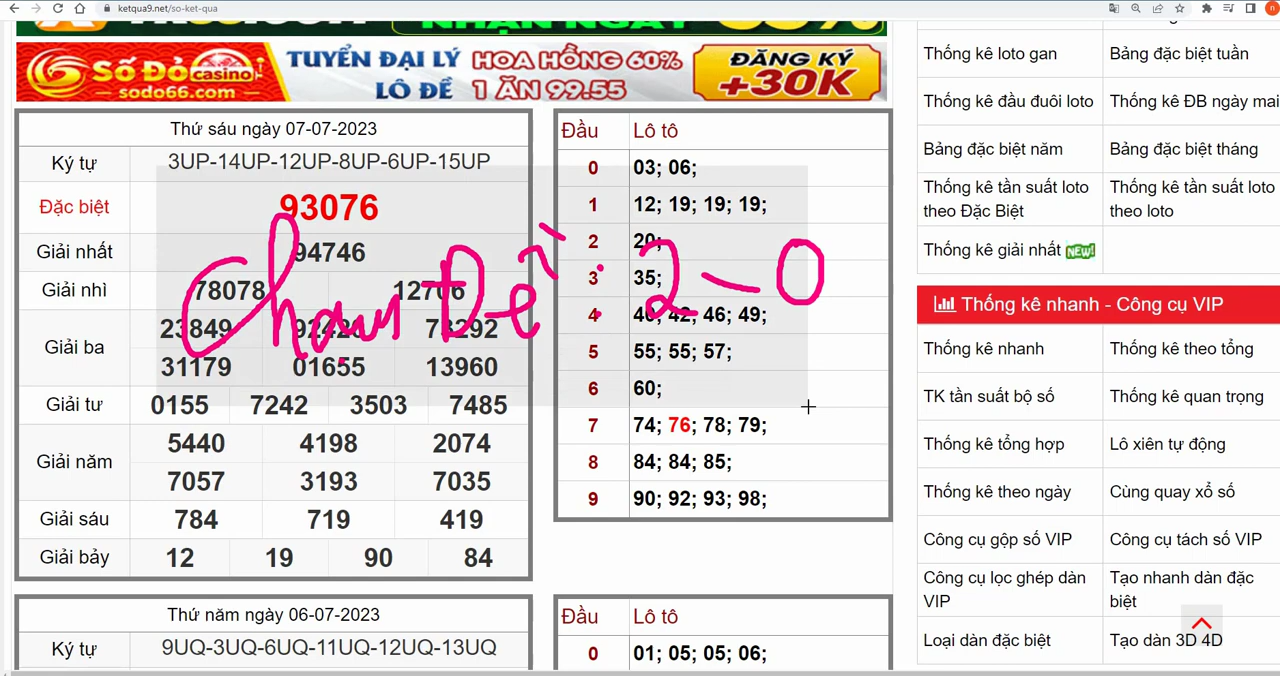 ketqua9.net/so-ket-qua
NHẬN NGAY
SỐ ĐỎ casino
sodo66.com
TUYỂN ĐẠI LÝ HOA HỒNG 60%
LÔ ĐỀ 1 ĂN 99.55
ĐĂNG KÝ
+30K
Thứ sáu ngày 07-07-2023
Ký tự 3UP-14UP-12UP-8UP-6UP-15UP
Đặc biệt 93076
Giải nhất 94746
Giải nhì 78078 12706
Giải ba 23849 92428 73292
31179 01655 13960
Giải tư 0155 7242 3503 7485
Giải năm 5440 4198 2074
7057 3193 7035
Giải sáu 784 719 419
Giải bảy 12 19 90 84
Thứ năm ngày 06-07-2023
Ký tự 9UQ-3UQ-6UQ-11UQ-12UQ-13UQ
Đầu Lô tô
0 03; 06;
1 12; 19; 19; 19;
2 20;
3 35;
4 40; 42; 46; 49;
5 55; 55; 57;
6 60;
7 74; 76; 78; 79;
8 84; 84; 85;
9 90; 92; 93; 98;
Đầu Lô tô
0 01; 05; 05; 06;
Chạm Đề : 2-0
Thống kê loto gan Bảng đặc biệt tuần
Thống kê đầu đuôi loto Thống kê ĐB ngày mai
Bảng đặc biệt năm Bảng đặc biệt tháng
Thống kê tần suất loto theo Đặc Biệt Thống kê tần suất loto theo loto
Thống kê giải nhất NEW!
Thống kê nhanh - Công cụ VIP
Thống kê nhanh Thống kê theo tổng
TK tần suất bộ số Thống kê quan trọng
Thống kê tổng hợp Lô xiên tự động
Thống kê theo ngày Cùng quay xổ số
Công cụ gộp số VIP Công cụ tách số VIP
Công cụ lọc ghép dàn VIP Tạo nhanh dàn đặc biệt
Loại dàn đặc biệt Tạo dàn 3D 4D